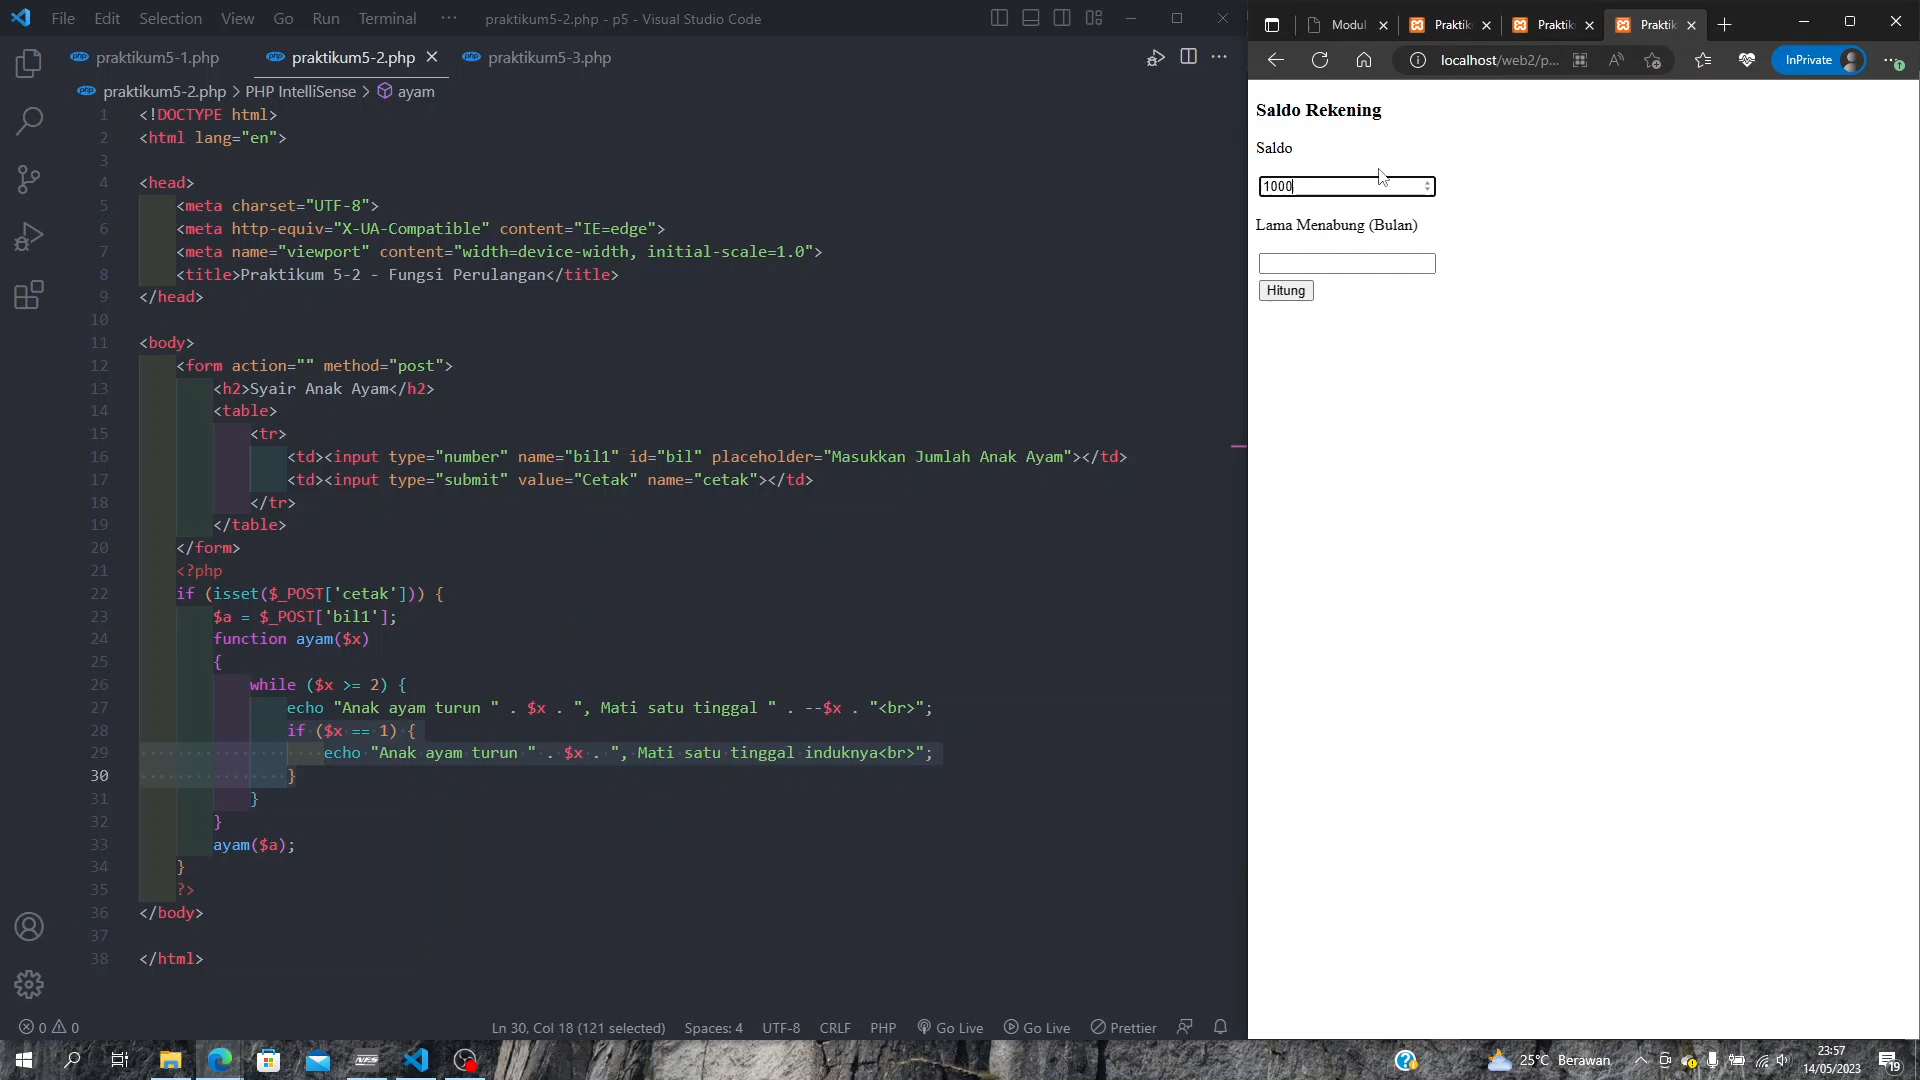 File Edit Selection View Go Run Terminal ··· praktikum5-2.php - p5 - Visual Studio Code
praktikum5-1.php praktikum5-2.php praktikum5-3.php
praktikum5-2.php > PHP IntelliSense > ayam
1 <!DOCTYPE html>
2 <html lang="en">
3
4 <head>
5 <meta charset="UTF-8">
6 <meta http-equiv="X-UA-Compatible" content="IE=edge">
7 <meta name="viewport" content="width=device-width, initial-scale=1.0">
8 <title>Praktikum 5-2 - Fungsi Perulangan</title>
9 </head>
10
11 <body>
12 <form action="" method="post">
13 <h2>Syair Anak Ayam</h2>
14 <table>
15 <tr>
16 <td><input type="number" name="bil1" id="bil" placeholder="Masukkan Jumlah Anak Ayam"></td>
17 <td><input type="submit" value="Cetak" name="cetak"></td>
18 </tr>
19 </table>
20 </form>
21 <?php
22 if (isset($_POST['cetak'])) {
23 $a = $_POST['bil1'];
24 function ayam($x)
25 {
26 while ($x >= 2) {
27 echo "Anak ayam turun " . $x . ", Mati satu tinggal " . --$x . "<br>";
28 if ($x == 1) {
29 echo "Anak ayam turun " . $x . ", Mati satu tinggal induknya<br>";
30 }
31 }
32 }
33 ayam($a);
34 }
35 ?>
36 </body>
37
38 </html>
0 0 Ln 30, Col 18 (121 selected) Spaces: 4 UTF-8 CRLF PHP Go Live Go Live Prettier
Modul Praktik Praktik Praktik
localhost/web2/p... InPrivate
Saldo Rekening
Saldo
1000
Lama Menabung (Bulan)
Hitung
NFS 25°C Berawan 23:57
14/05/2023 19